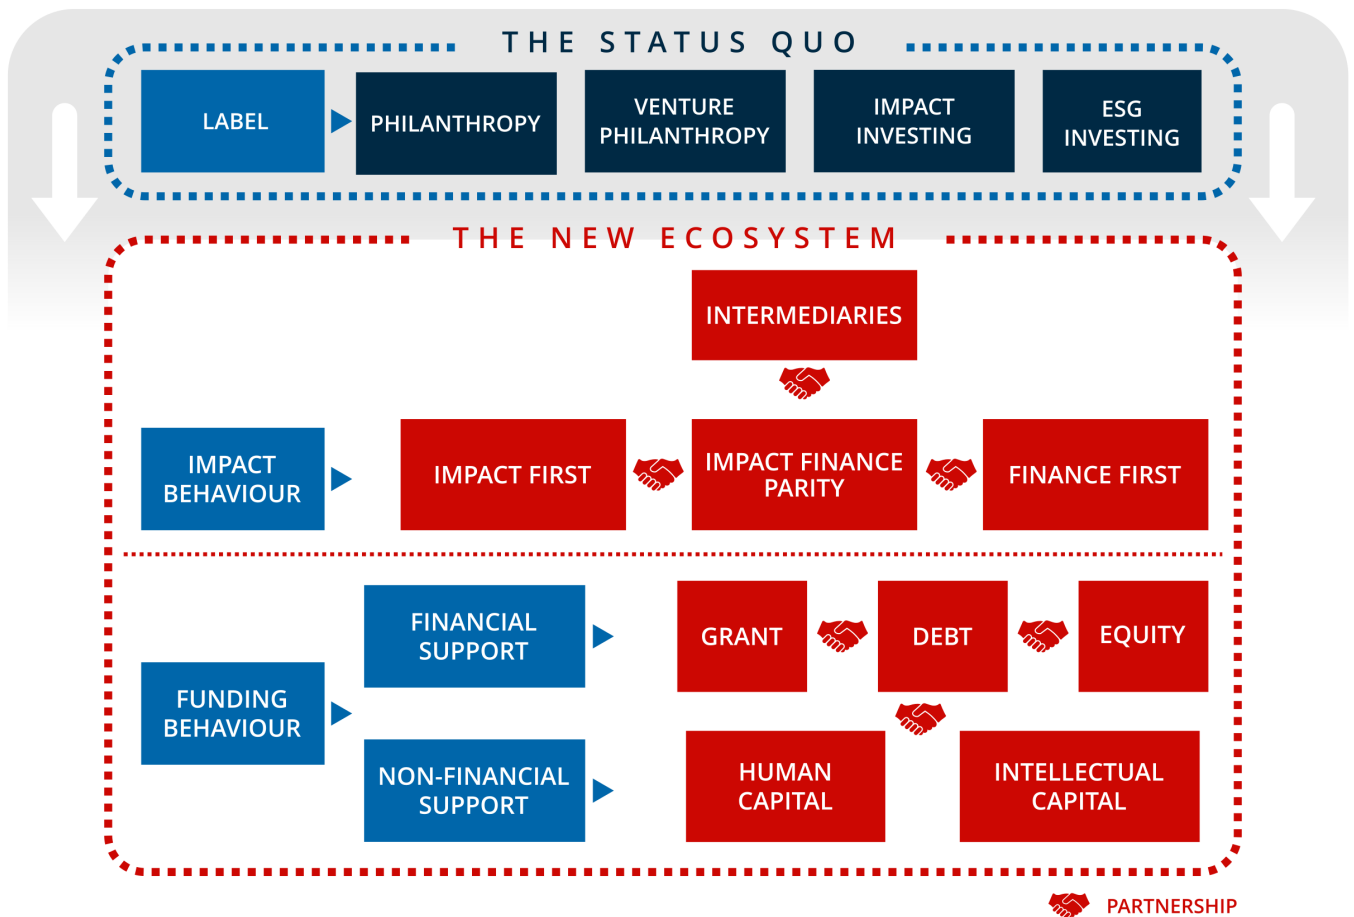 THE STATUS QUO
LABEL
PHILANTHROPY
VENTURE
PHILANTHROPY
IMPACT
INVESTING
ESG
INVESTING
THE NEW ECOSYSTEM
INTERMEDIARIES
IMPACT
BEHAVIOUR
IMPACT FIRST
IMPACT FINANCE
PARITY
FINANCE FIRST
FUNDING
BEHAVIOUR
FINANCIAL
SUPPORT
GRANT
DEBT
EQUITY
NON-FINANCIAL
SUPPORT
HUMAN
CAPITAL
INTELLECTUAL
CAPITAL
PARTNERSHIP